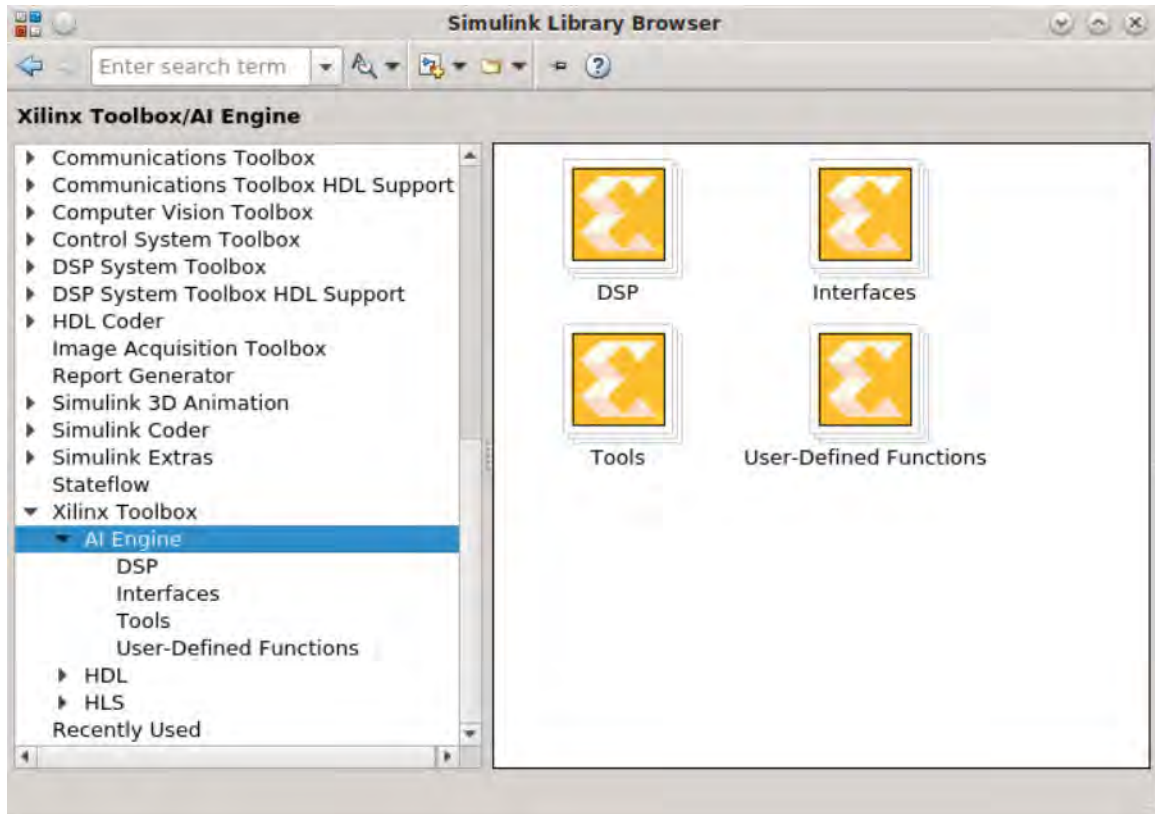 Simulink Library Browser
Enter search term
Xilinx Toolbox/AI Engine
Communications Toolbox
Communications Toolbox HDL Support
Computer Vision Toolbox
Control System Toolbox
DSP System Toolbox
DSP System Toolbox HDL Support
HDL Coder
Image Acquisition Toolbox
Report Generator
Simulink 3D Animation
Simulink Coder
Simulink Extras
Stateflow
Xilinx Toolbox
AI Engine
DSP
Interfaces
Tools
User-Defined Functions
HDL
HLS
Recently Used
DSP
Interfaces
Tools
User-Defined Functions